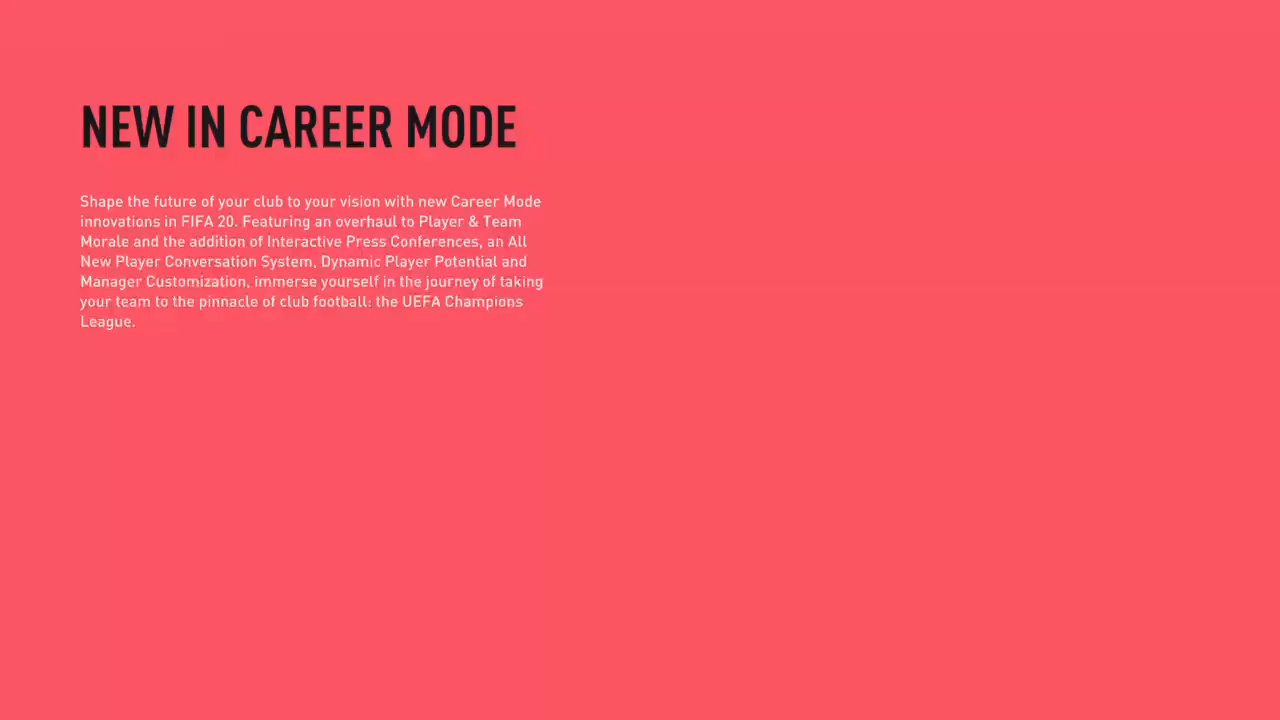 NEW IN CAREER MODE
Shape the future of your club to your vision with new Career Mode
innovations in FIFA 20. Featuring an overhaul to Player & Team
Morale and the addition of Interactive Press Conferences, an All
New Player Conversation System, Dynamic Player Potential and
Manager Customization, immerse yourself in the journey of taking
your team to the pinnacle of club football: the UEFA Champions
League.